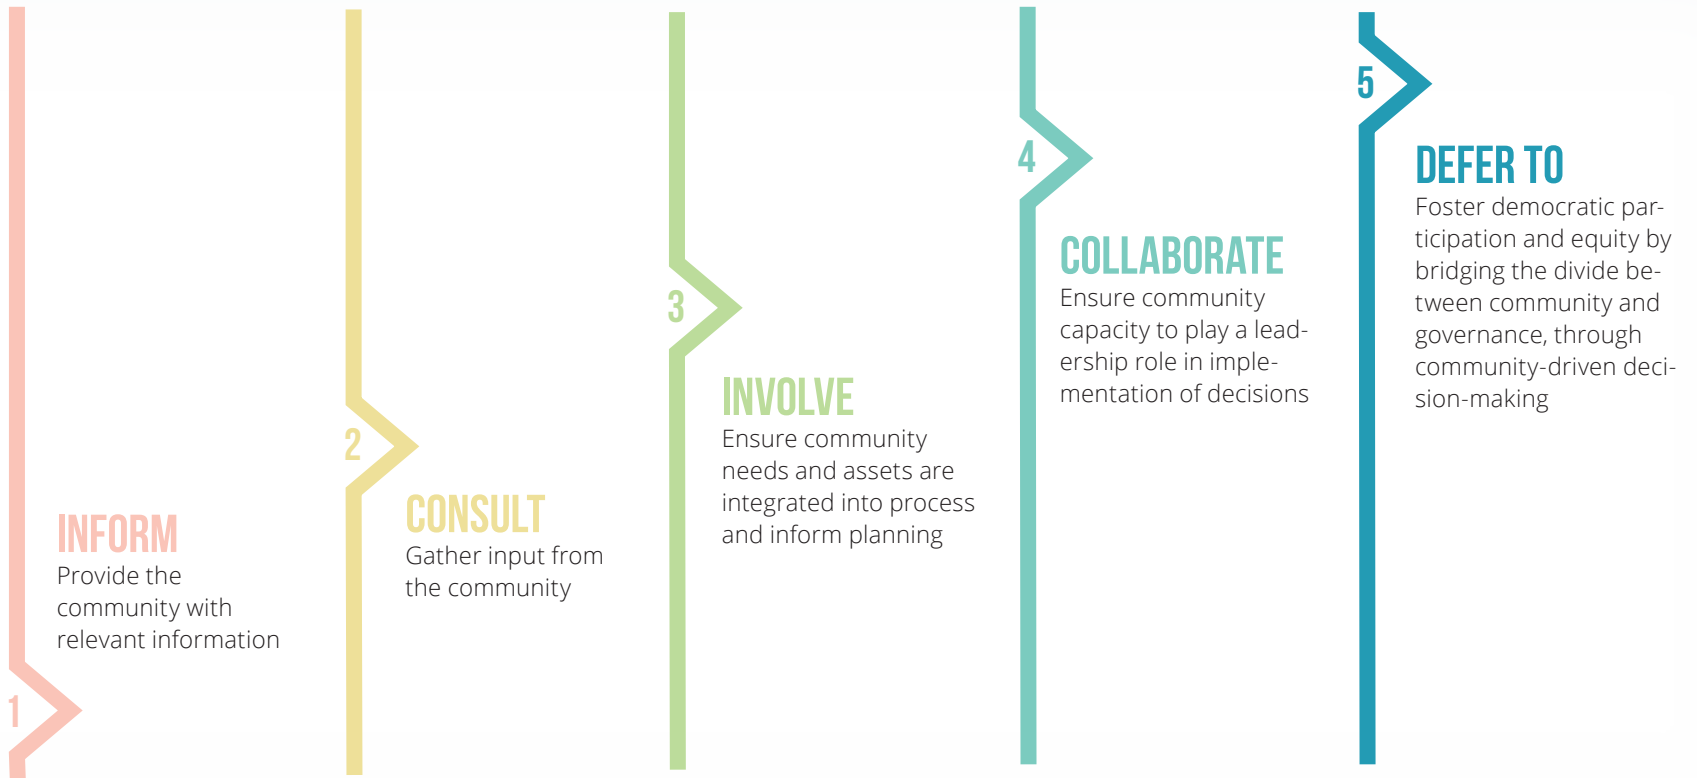 1
INFORM
Provide the
community with
relevant information
2
CONSULT
Gather input from
the community
3
INVOLVE
Ensure community
needs and assets are
integrated into process
and inform planning
4
COLLABORATE
Ensure community
capacity to play a lead-
ership role in imple-
mentation of decisions
5
DEFER TO
Foster democratic par-
ticipation and equity by
bridging the divide be-
tween community and
governance, through
community-driven deci-
sion-making